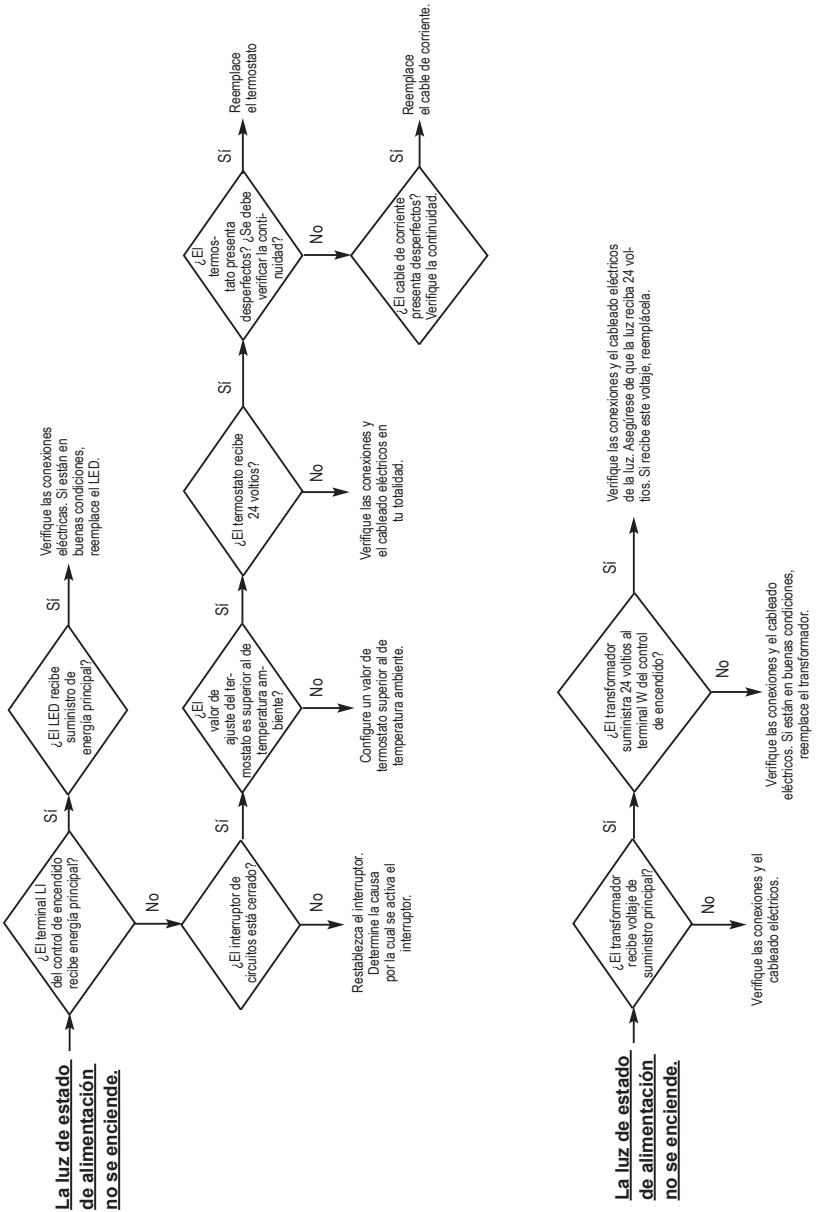 La luz de estado
de alimentación
no se enciende.
¿El terminal LI
del control de encendido
recibe energía principal?
Sí
¿El LED recibe
suministro de
energía principal?
Sí
Verifique las conexiones
eléctricas. Si están en
buenas condiciones,
reemplace el LED.
No
¿El interruptor de
circuitos está cerrado?
No
Restablezca el interruptor.
Determine la causa
por la cual se activa el
interruptor.
Sí
¿El
valor de
ajuste del ter-
mostato es superior al de
temperatura am-
biente?
No
Configure un valor de
termostato superior al de
temperatura ambiente.
Sí
¿El termostato recibe
24 voltios?
No
Verifique las conexiones y
el cableado eléctricos en
tu totalidad.
Sí
¿El
termos-
tato presenta
desperfectos? ¿Se debe
verificar la conti-
nuidad?
Sí
Reemplace
el termostato
No
¿El cable de corriente
presenta desperfectos?
Verifique la continuidad.
Sí
Reemplace
el cable de corriente.
La luz de estado
de alimentación
no se enciende.
¿El transformador
recibe voltaje de
suministro principal?
No
Verifique las conexiones y el
cableado eléctricos.
Sí
¿El transformador
suministra 24 voltios al
terminal W del control
de encendido?
No
Verifique las conexiones y el cableado
eléctricos. Si están en buenas condiciones,
reemplace el transformador.
Sí
Verifique las conexiones y el cableado eléctricos
de la luz. Asegúrese de que la luz reciba 24 vol-
tios. Si recibe este voltaje, reemplácela.